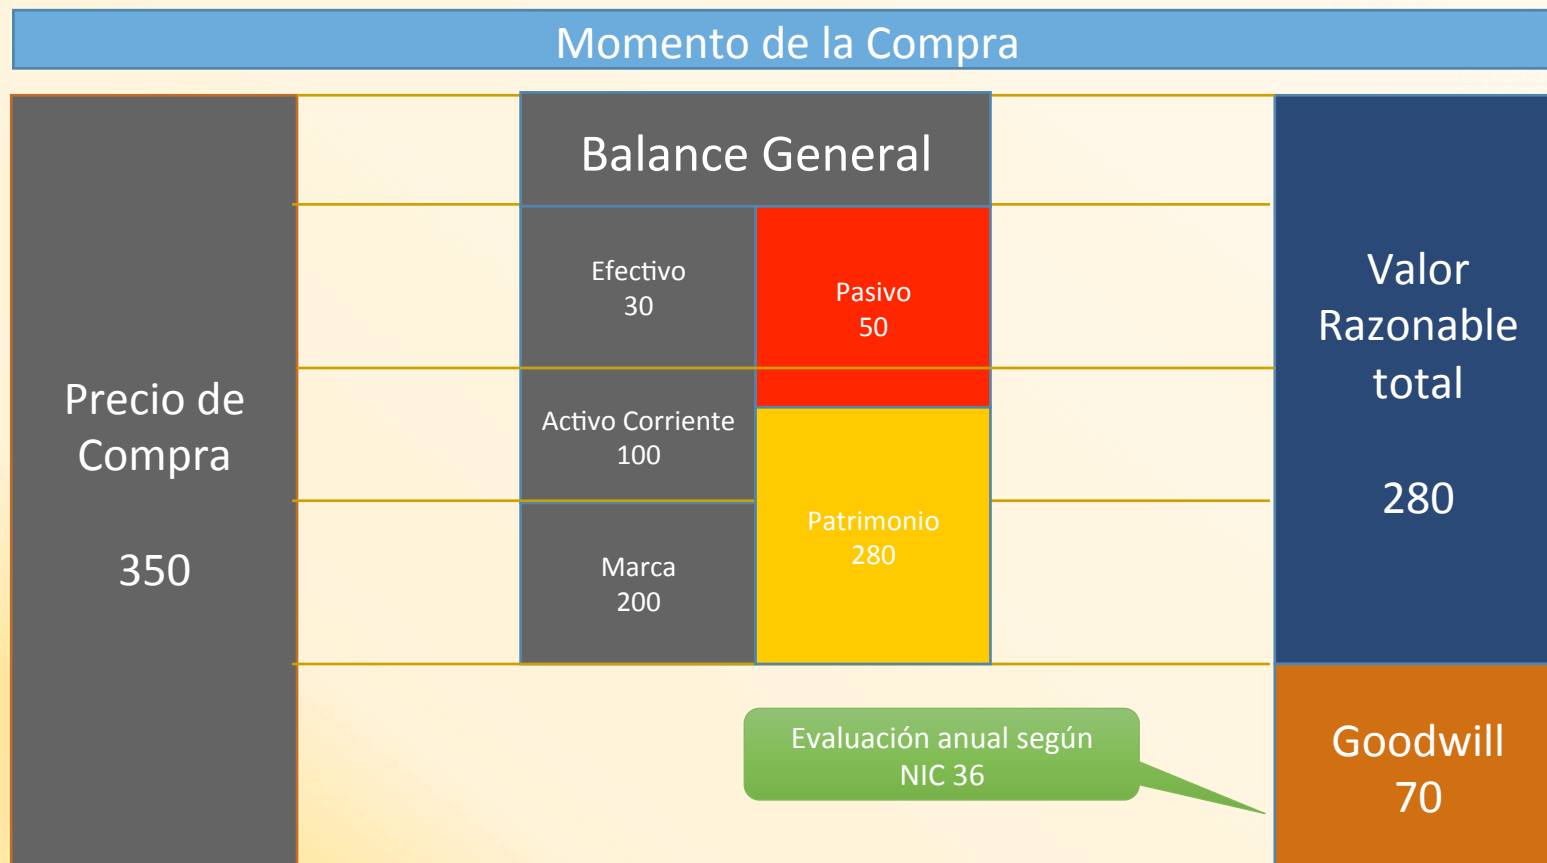 Momento de la Compra
Precio de
Compra
350
Balance General
Efectivo
30
Pasivo
50
Activo Corriente
100
Patrimonio
280
Marca
200
Valor
Razonable
total
280
Evaluación anual según
NIC 36
Goodwill
70